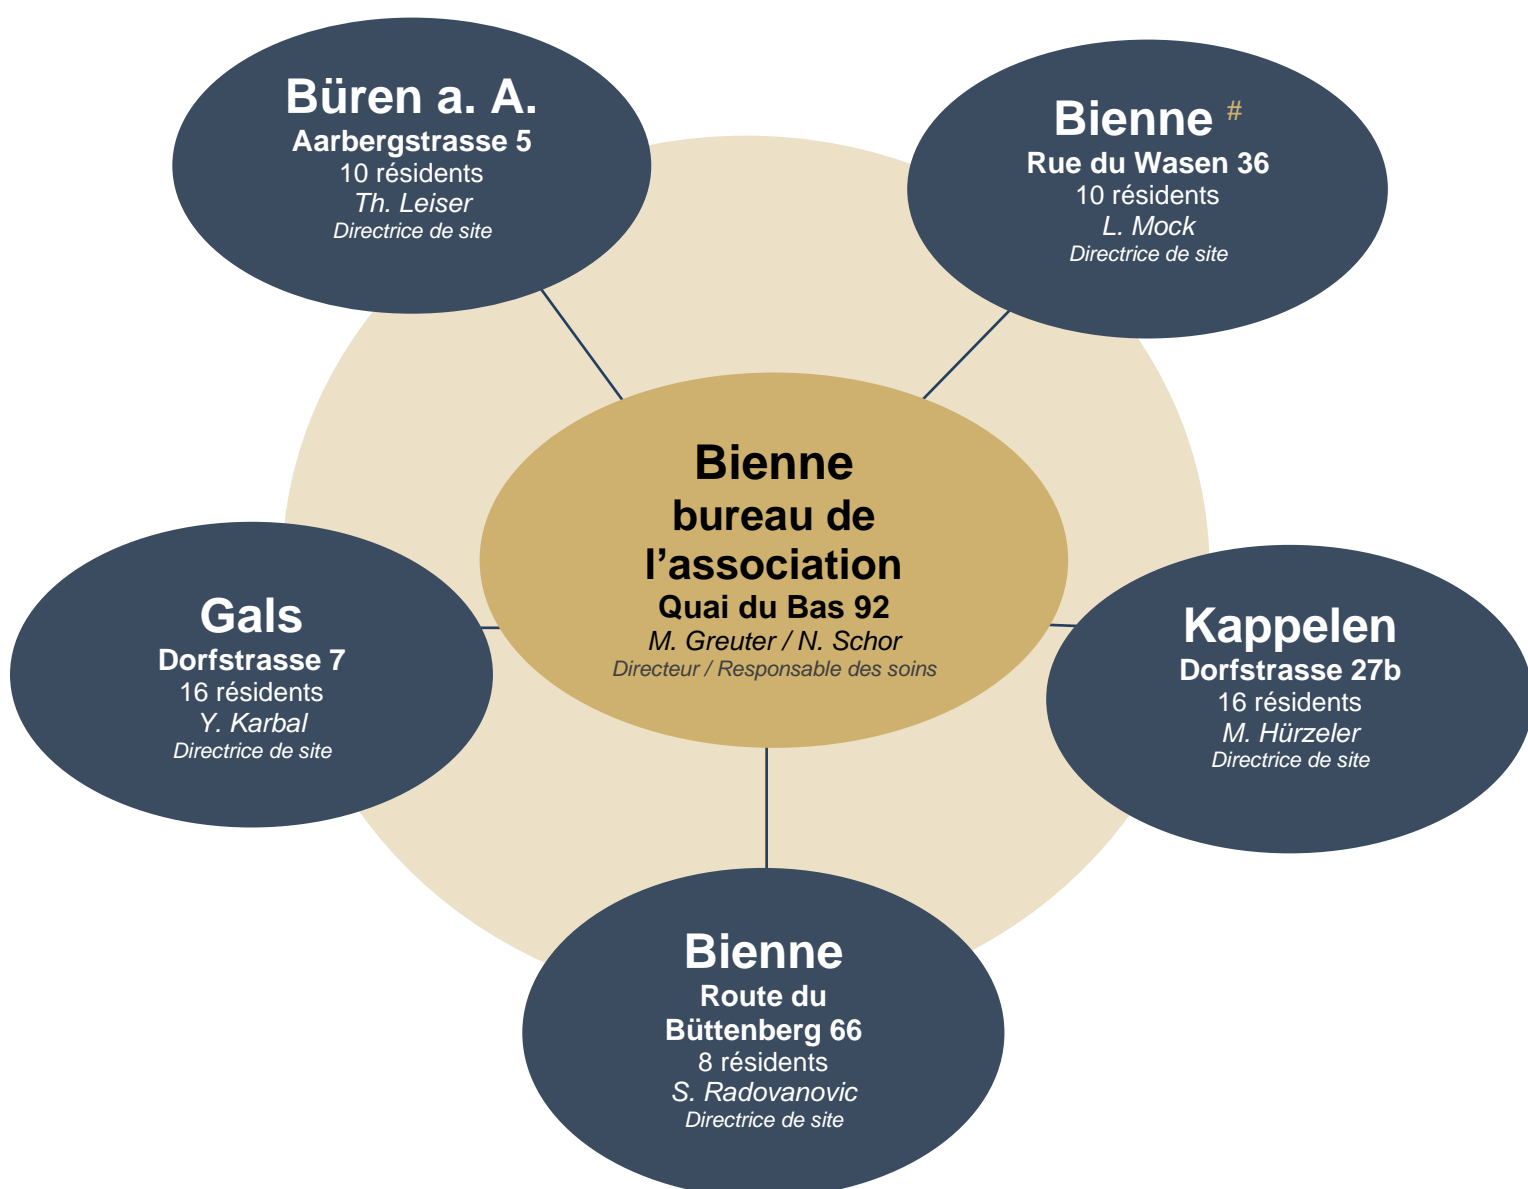 Büren a. A.
Aarbergstrasse 5
10 résidents
Th. Leiser
Directrice de site
Bienne #
Rue du Wasen 36
10 résidents
L. Mock
Directrice de site
Bienne
bureau de
l’association
Quai du Bas 92
M. Greuter / N. Schor
Directeur / Responsable des soins
Gals
Dorfstrasse 7
16 résidents
Y. Karbal
Directrice de site
Kappelen
Dorfstrasse 27b
16 résidents
M. Hürzeler
Directrice de site
Bienne
Route du
Büttenberg 66
8 résidents
S. Radovanovic
Directrice de site